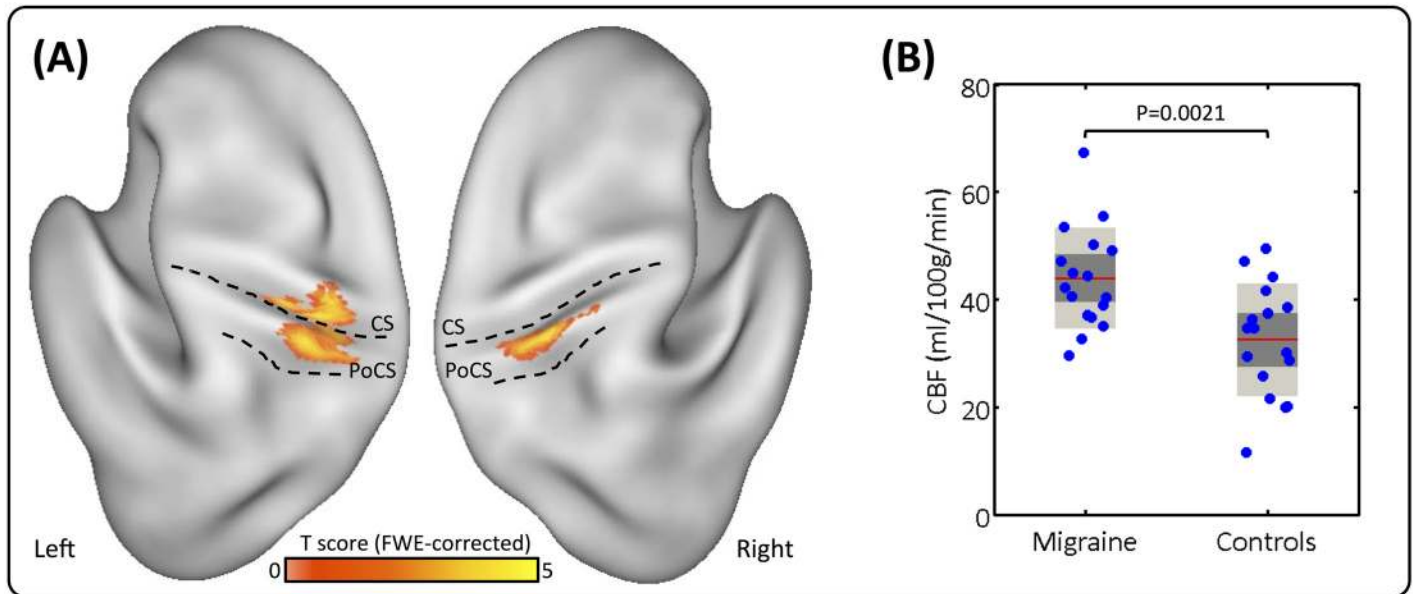 (A)
CS
PoCS
CS
PoCS
Left
Right
T score (FWE-corrected)
0
5
(B)
80
60
40
20
0
CBF (ml/100g/min)
P=0.0021
Migraine
Controls